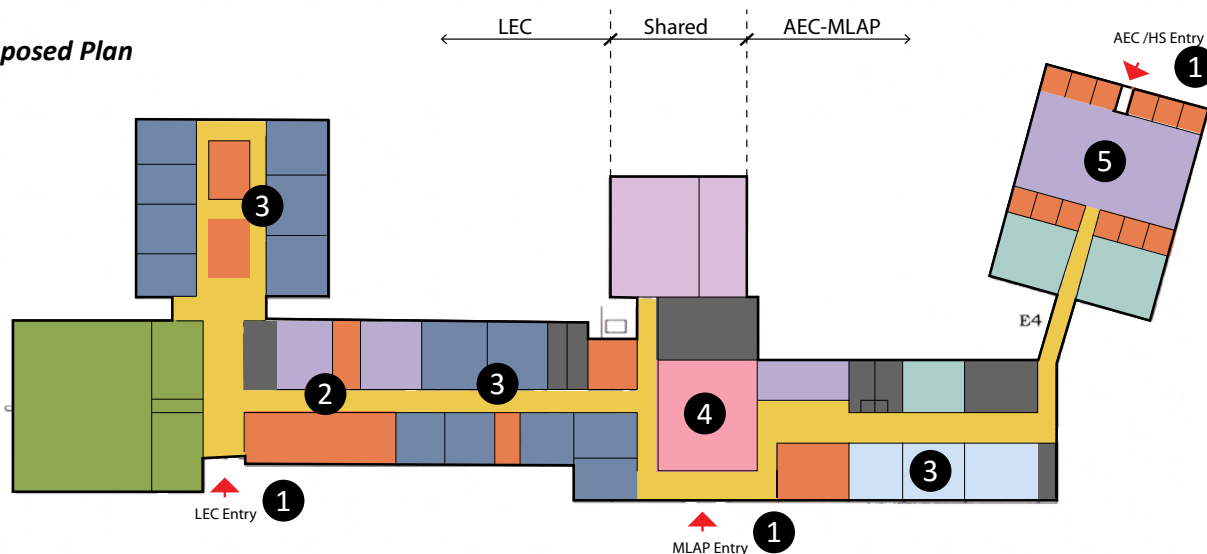 LEC
Shared
AEC-MLAP
posed Plan
AEC /HS Entry
1
5
3
E4
2
3
4
3
LEC Entry
1
MLAP Entry
1